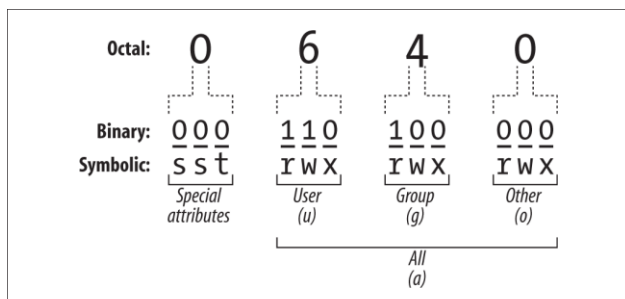 Octal: 0 6 4 0
Binary: 000 110 100 000
Symbolic: sst rwx rwx rwx
Special attributes User (u) Group (g) Other (o)
All
(a)